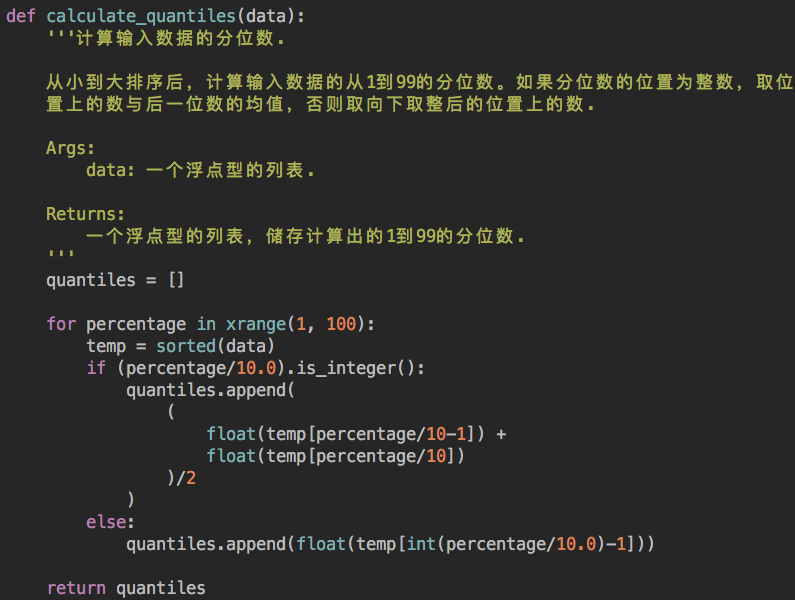 def calculate_quantiles(data):
    '''计算输入数据的分位数.
    从小到大排序后，计算输入数据的从1到99的分位数。如果分位数的位置为整数，取位
    置上的数与后一位数的均值，否则取向下取整后的位置上的数.
    Args:
        data: 一个浮点型的列表.
    Returns:
        一个浮点型的列表，储存计算出的1到99的分位数.
    '''
    quantiles = []
    for percentage in xrange(1, 100):
        temp = sorted(data)
        if (percentage/10.0).is_integer():
            quantiles.append(
                (
                    float(temp[percentage/10-1]) +
                    float(temp[percentage/10])
                )/2
            )
        else:
            quantiles.append(float(temp[int(percentage/10.0)-1]))
    return quantiles